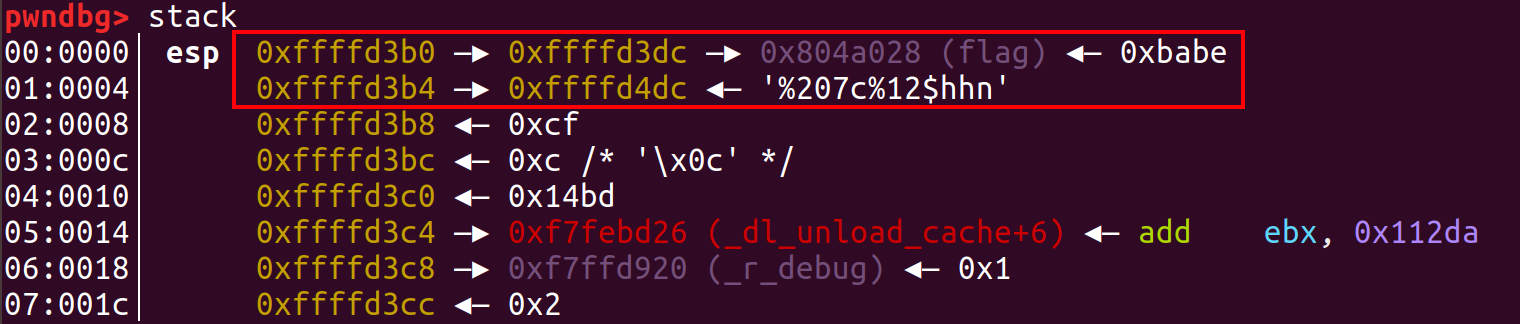 pwndbg> stack
00:0000│ esp 0xffffd3b0 —▸ 0xffffd3dc —▸ 0x804a028 (flag) ◂— 0xbabe
01:0004│ 0xffffd3b4 —▸ 0xffffd4dc ◂— '%207c%12$hhn'
02:0008│ 0xffffd3b8 ◂— 0xcf
03:000c│ 0xffffd3bc ◂— 0xc /* '\x0c' */
04:0010│ 0xffffd3c0 ◂— 0x14bd
05:0014│ 0xffffd3c4 —▸ 0xf7febd26 (_dl_unload_cache+6) ◂— add ebx, 0x112da
06:0018│ 0xffffd3c8 —▸ 0xf7ffd920 (_r_debug) ◂— 0x1
07:001c│ 0xffffd3cc ◂— 0x2